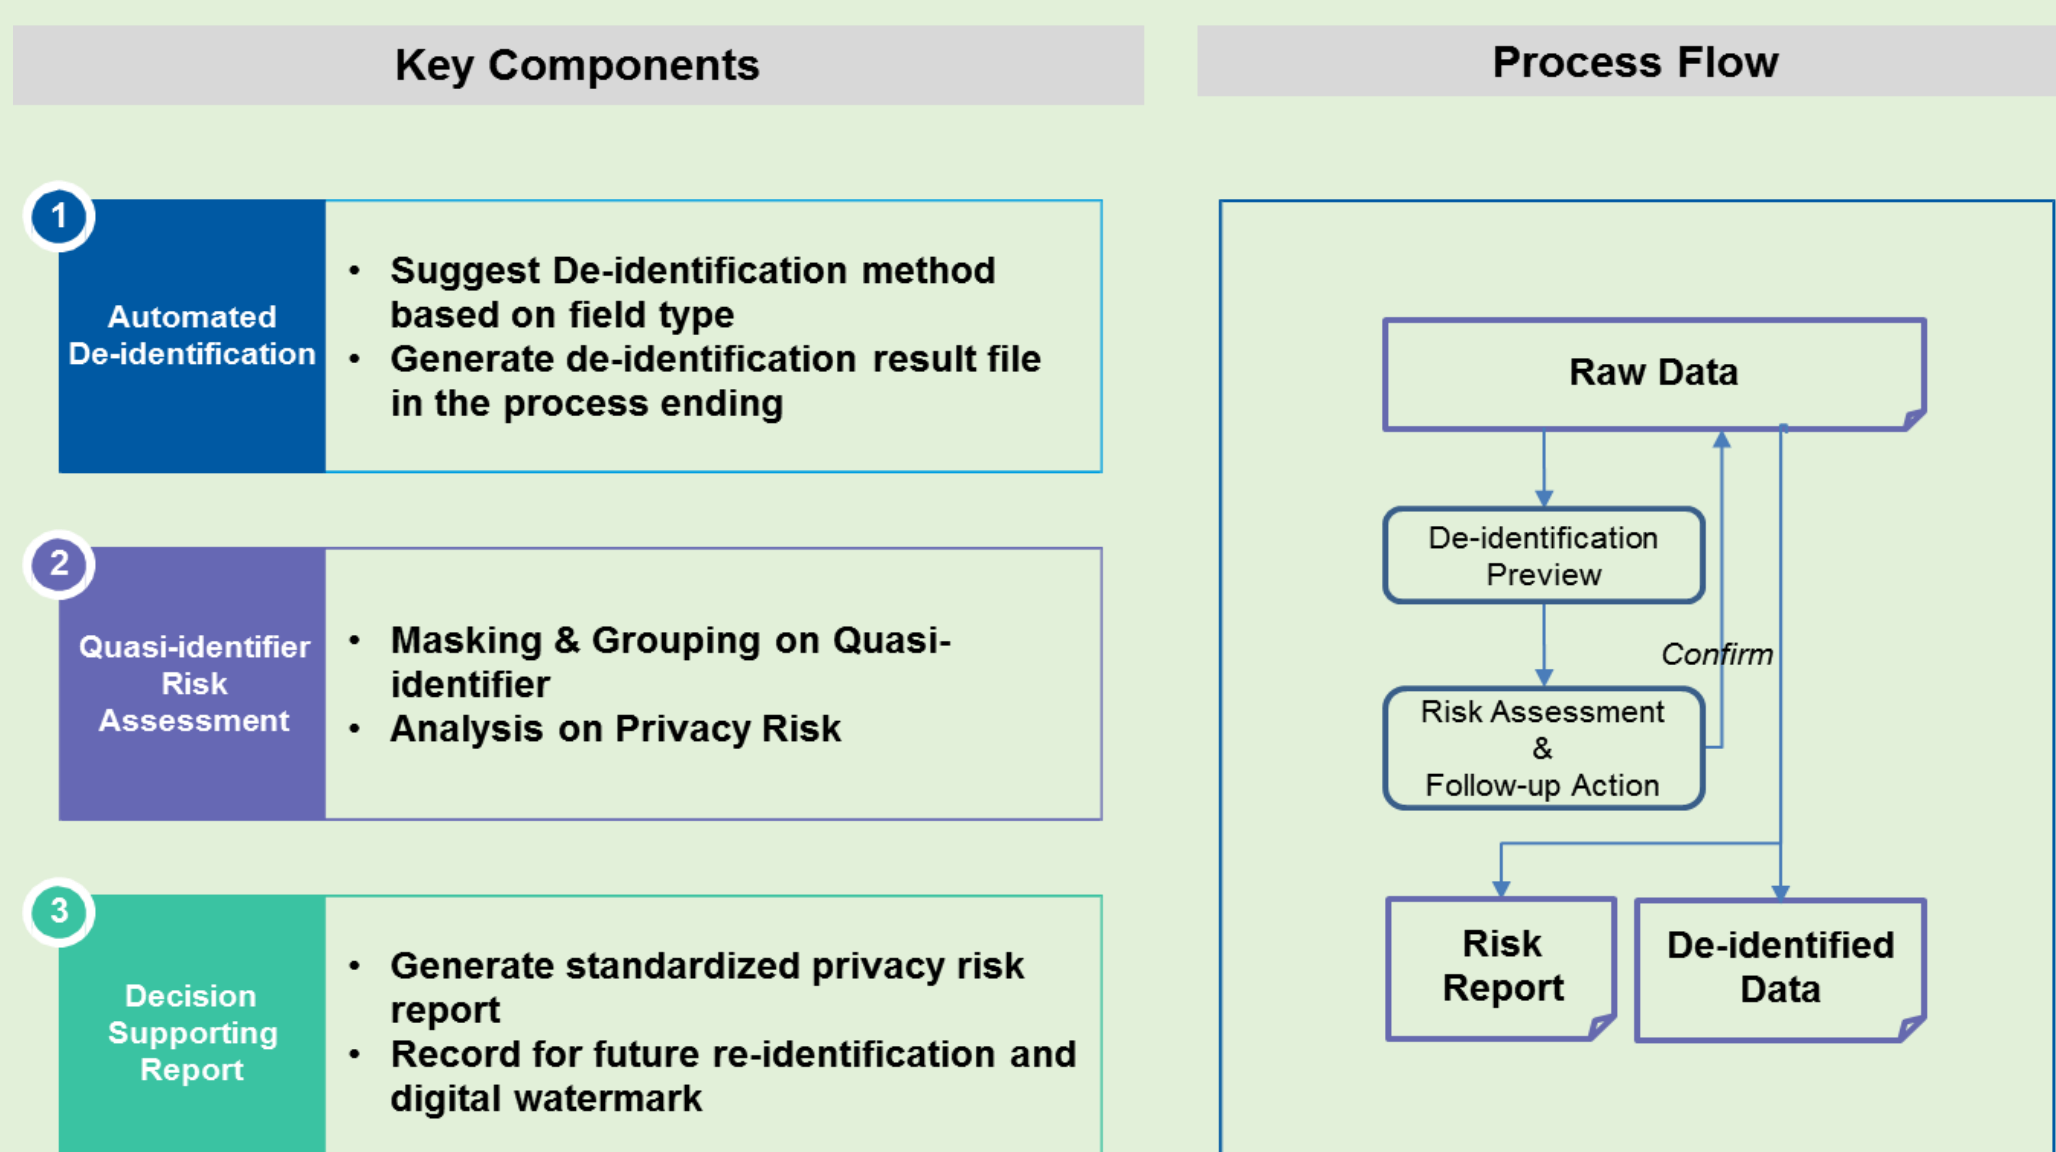 Key Components
1
Automated
De-identification
• Suggest De-identification method
based on field type
• Generate de-identification result file
in the process ending
2
Quasi-identifier
Risk
Assessment
• Masking & Grouping on Quasi-
identifier
• Analysis on Privacy Risk
3
Decision
Supporting
Report
• Generate standardized privacy risk
report
• Record for future re-identification and
digital watermark
Process Flow
Raw Data
De-identification
Preview
Confirm
Risk Assessment
&
Follow-up Action
Risk
Report
De-identified
Data